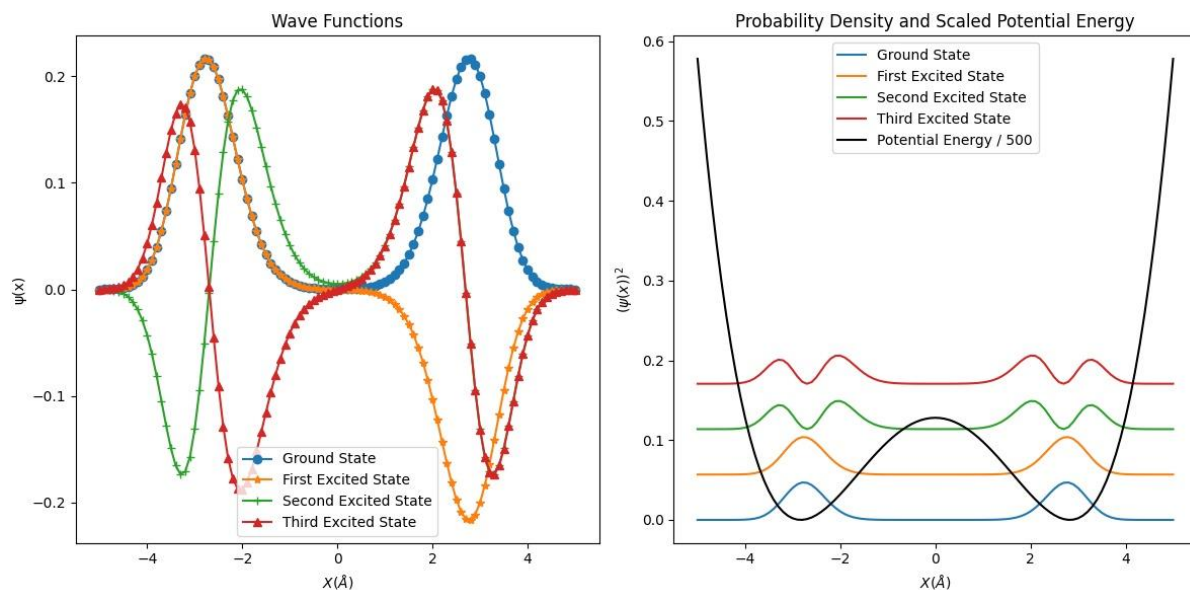 Wave Functions
ψ(x)
0.2
0.1
0.0
−0.1
−0.2
Ground State
First Excited State
Second Excited State
Third Excited State
−4 −2 0 2 4
X(Å)
Probability Density and Scaled Potential Energy
(ψ(x))²
0.6
0.5
0.4
0.3
0.2
0.1
0.0
Ground State
First Excited State
Second Excited State
Third Excited State
Potential Energy / 500
−4 −2 0 2 4
X(Å)